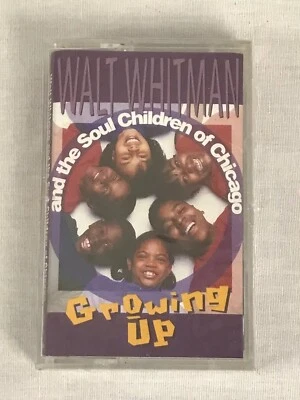 WALT WHITMAN
and the Soul Children of Chicago
Growing
Up